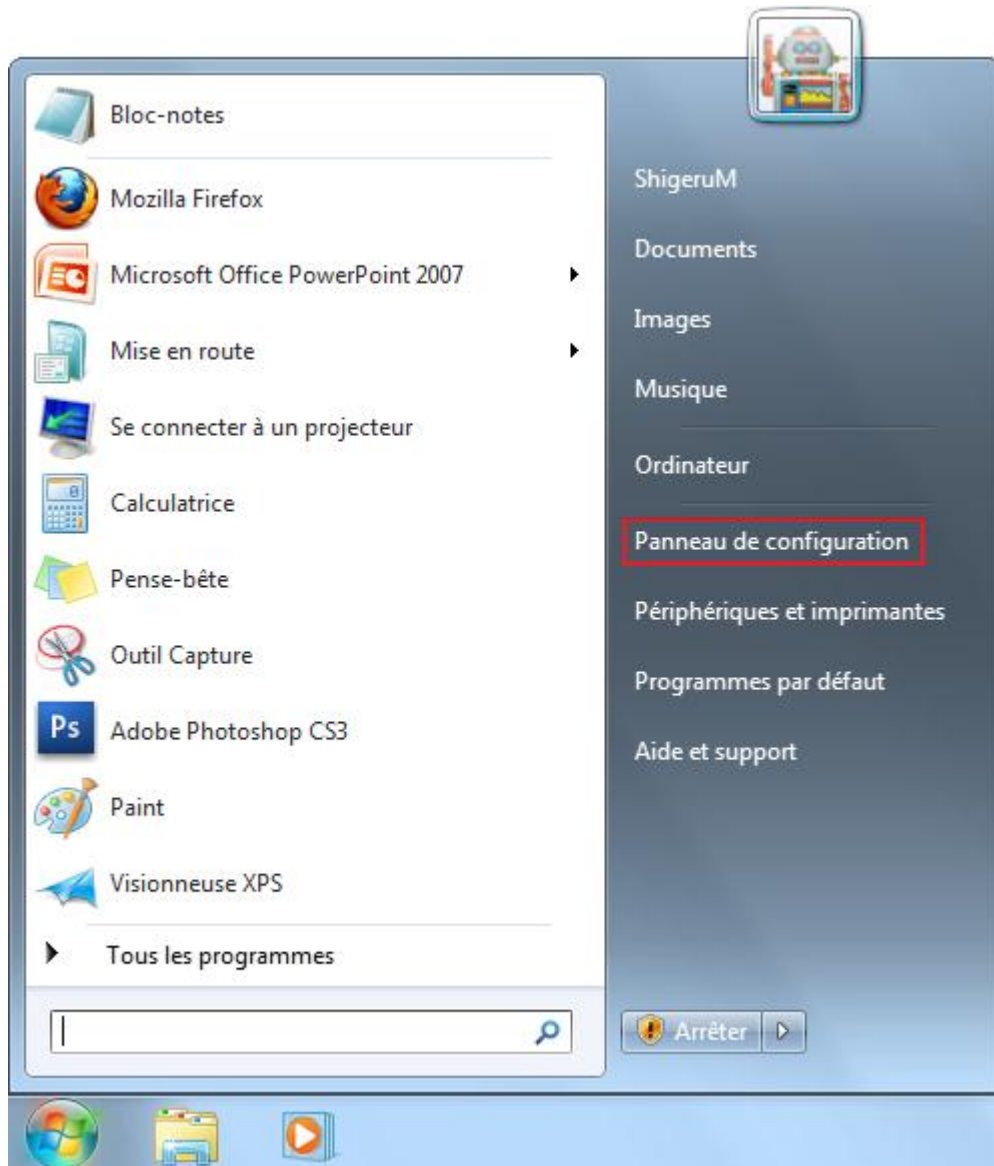 Bloc-notes
Mozilla Firefox
Microsoft Office PowerPoint 2007
Mise en route
Se connecter à un projecteur
Calculatrice
Pense-bête
Outil Capture
Ps
Adobe Photoshop CS3
Paint
Visionneuse XPS
Tous les programmes
ShigeruM
Documents
Images
Musique
Ordinateur
Panneau de configuration
Périphériques et imprimantes
Programmes par défaut
Aide et support
Arrêter